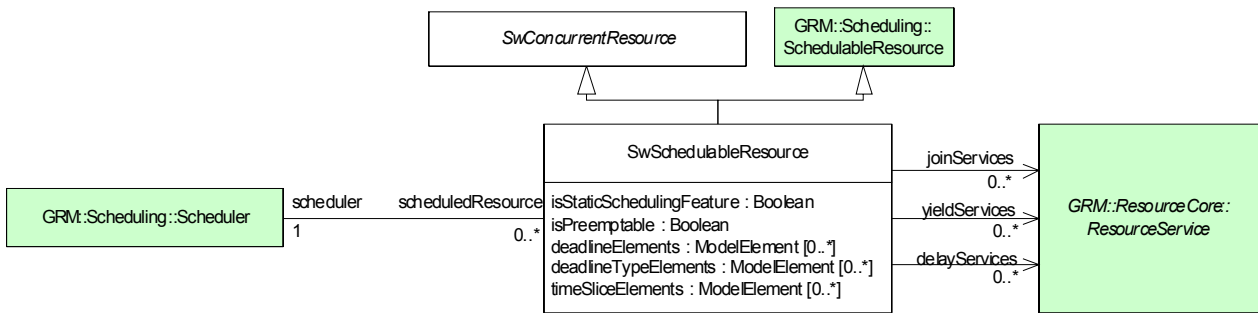 SwConcurrentResource
GRM::Scheduling::
SchedulableResource
SwSchedulableResource
joinServices
0..*
GRM::Scheduling::Scheduler
scheduler
1
scheduledResource
0..*
isStaticSchedulingFeature : Boolean
isPreemptable : Boolean
deadlineElements : ModelElement [0..*]
deadlineTypeElements : ModelElement [0..*]
timeSliceElements : ModelElement [0..*]
yieldServices
0..*
delayServices
0..*
GRM::ResourceCore::
ResourceService